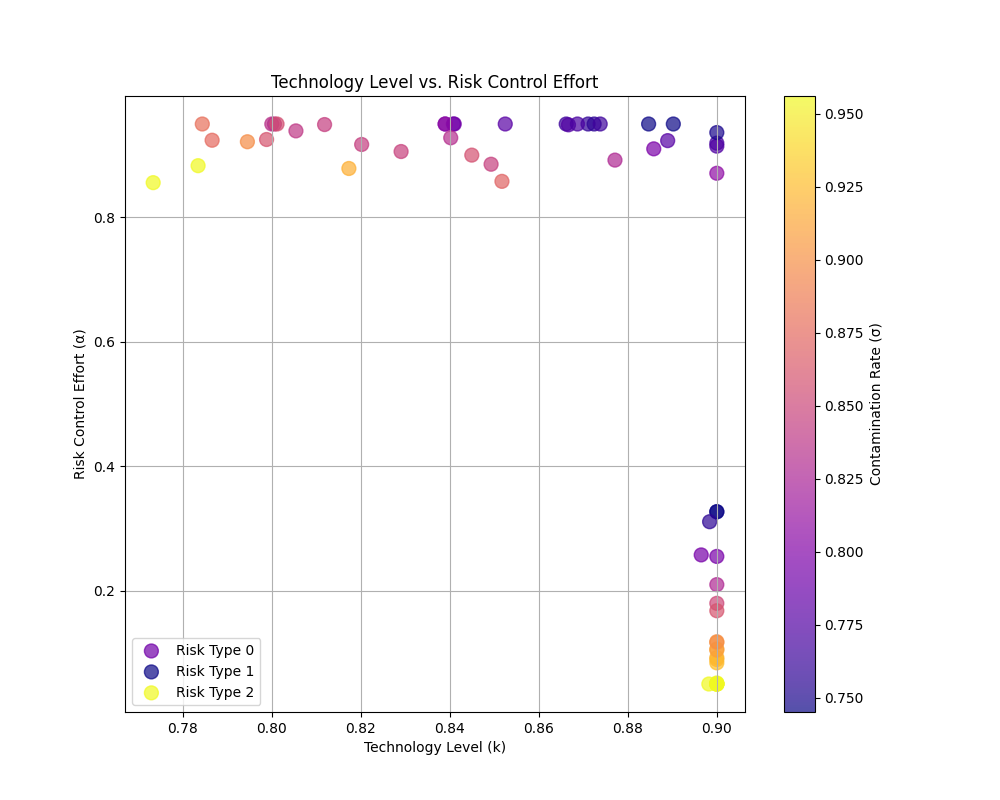 Technology Level vs. Risk Control Effort
Risk Control Effort (α)
0.8
0.6
0.4
0.2
Risk Type 0
Risk Type 1
Risk Type 2
0.78 0.80 0.82 0.84 0.86 0.88 0.90
Technology Level (k)
0.950
0.925
0.900
0.875
0.850
0.825
0.800
0.775
0.750
Contamination Rate (σ)